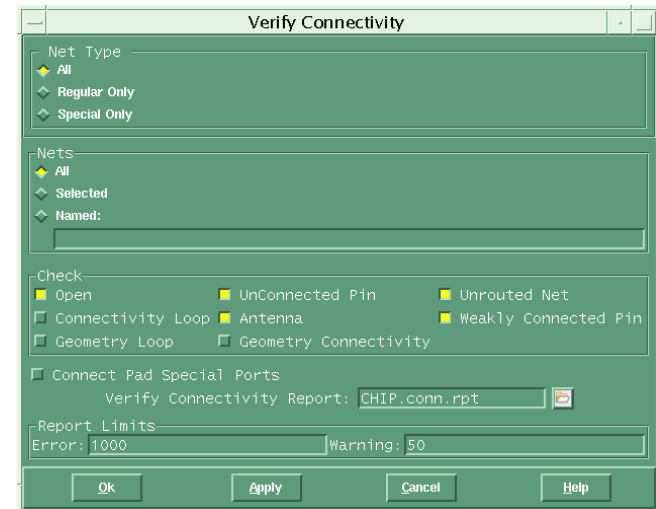 Verify Connectivity
Net Type
All
Regular Only
Special Only
Nets
All
Selected
Named:
Check
Open UnConnected Pin Unrouted Net
Connectivity Loop Antenna Weakly Connected Pin
Geometry Loop Geometry Connectivity
Connect Pad Special Ports
Verify Connectivity Report: CHIP.conn.rpt
Report Limits
Error: 1000 Warning: 50
Ok Apply Cancel Help